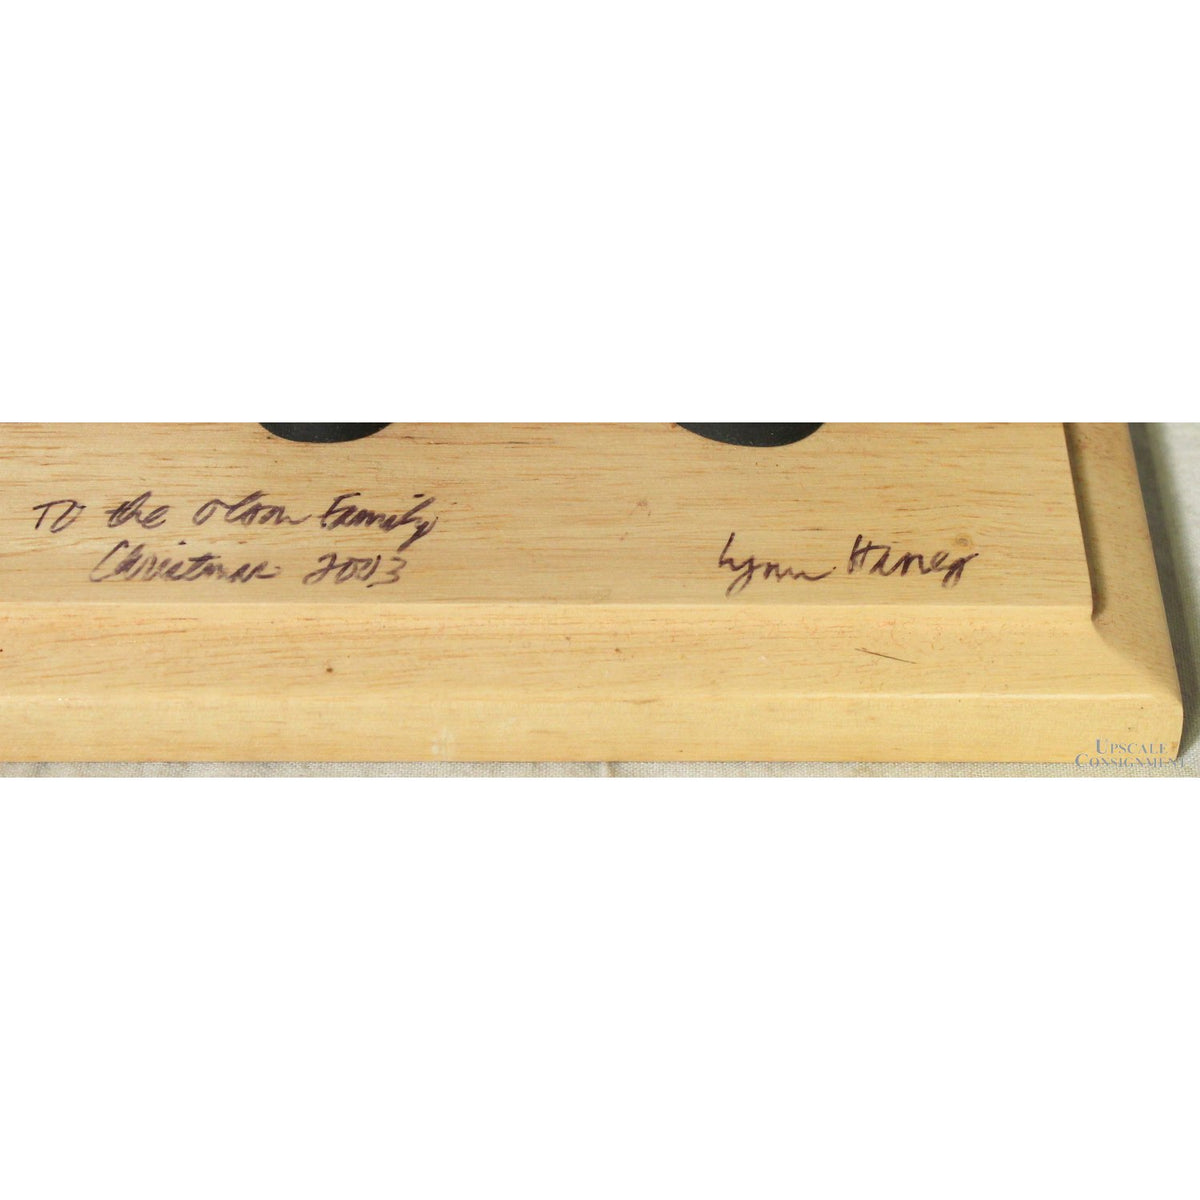 To the Olson Family
Christmas 2003
Lynn Haney
UPSCALE
CONSIGNMENT